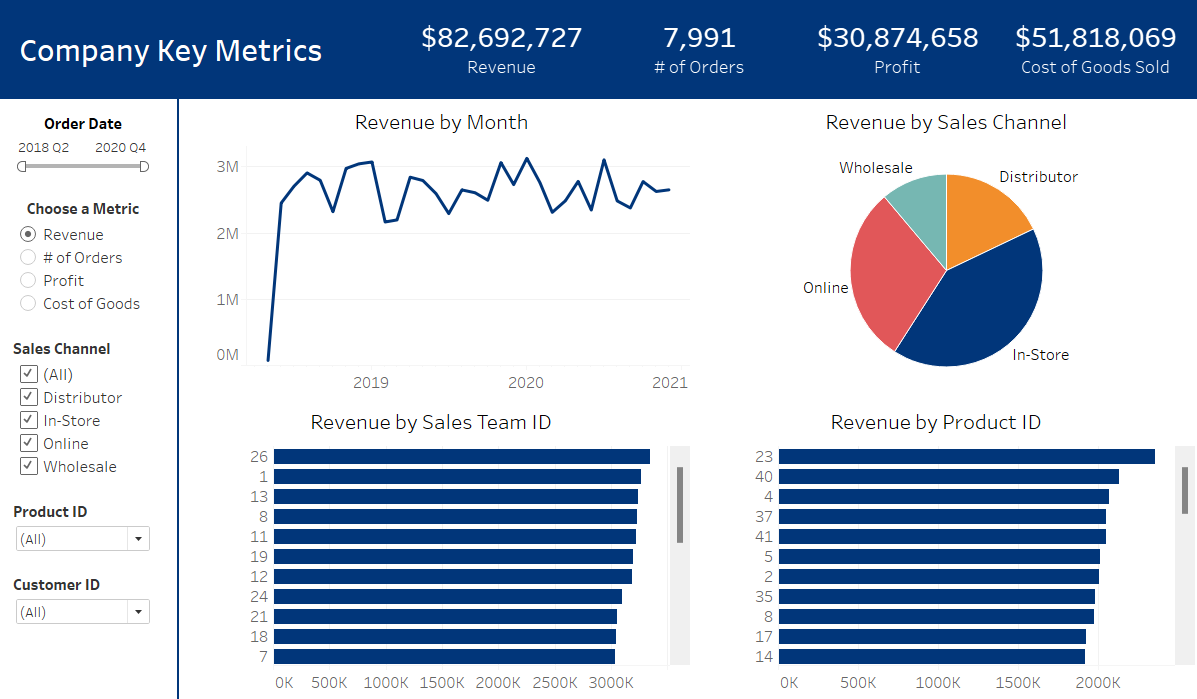 Company Key Metrics
$82,692,727
Revenue
7,991
# of Orders
$30,874,658
Profit
$51,818,069
Cost of Goods Sold
Order Date
2018 Q2 2020 Q4
Choose a Metric
Revenue
# of Orders
Profit
Cost of Goods
Sales Channel
(All)
Distributor
In-Store
Online
Wholesale
Product ID
(All)
Customer ID
(All)
Revenue by Month
3M
2M
1M
0M
2019 2020 2021
Revenue by Sales Channel
Wholesale
Distributor
Online
In-Store
Revenue by Sales Team ID
26
1
13
8
11
19
12
24
21
18
7
0K 500K 1000K 1500K 2000K 2500K 3000K
Revenue by Product ID
23
40
4
37
41
5
2
35
8
17
14
0K 500K 1000K 1500K 2000K